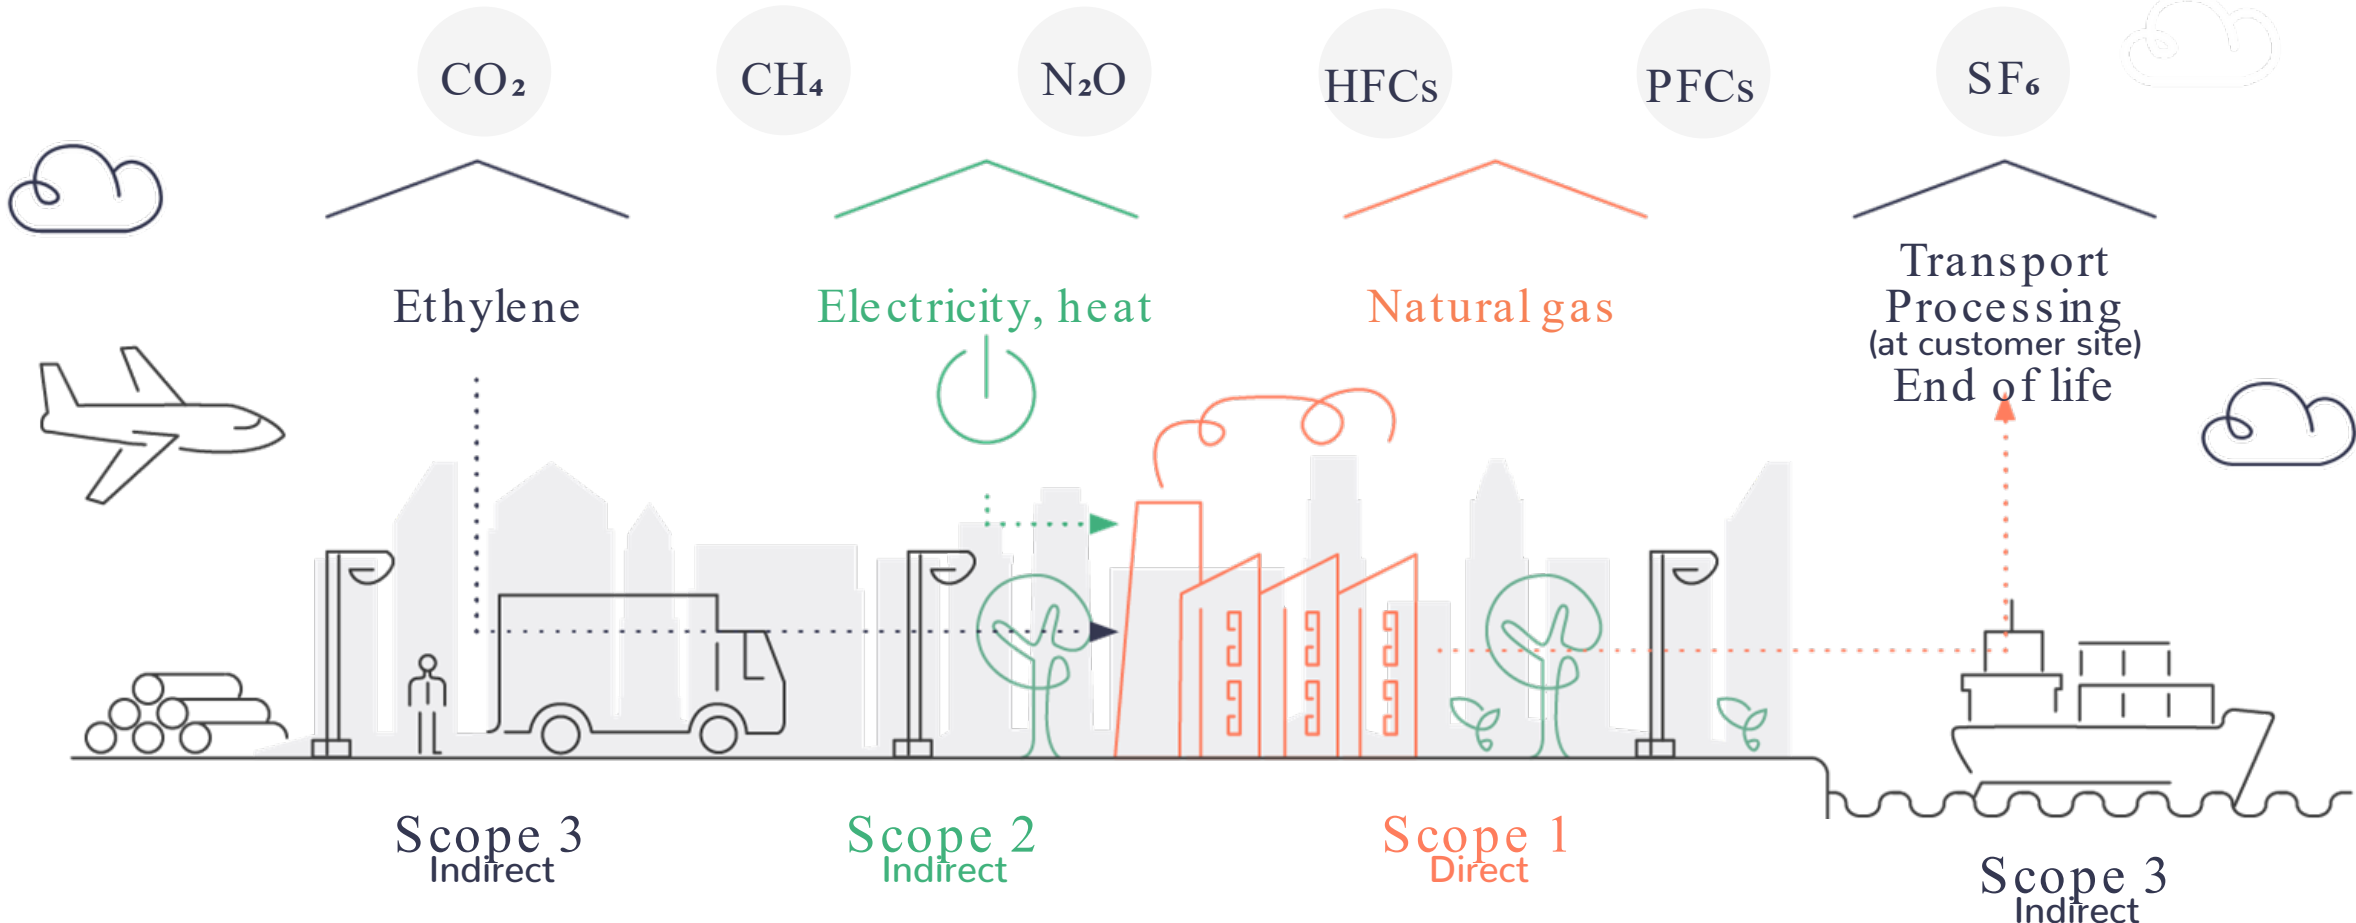 CO₂ CH₄ N₂O HFCs PFCs SF₆
Ethylene
Electricity, heat
Natural gas
Transport
Processing
(at customer site)
End of life
Scope 3
Indirect
Scope 2
Indirect
Scope 1
Direct
Scope 3
Indirect